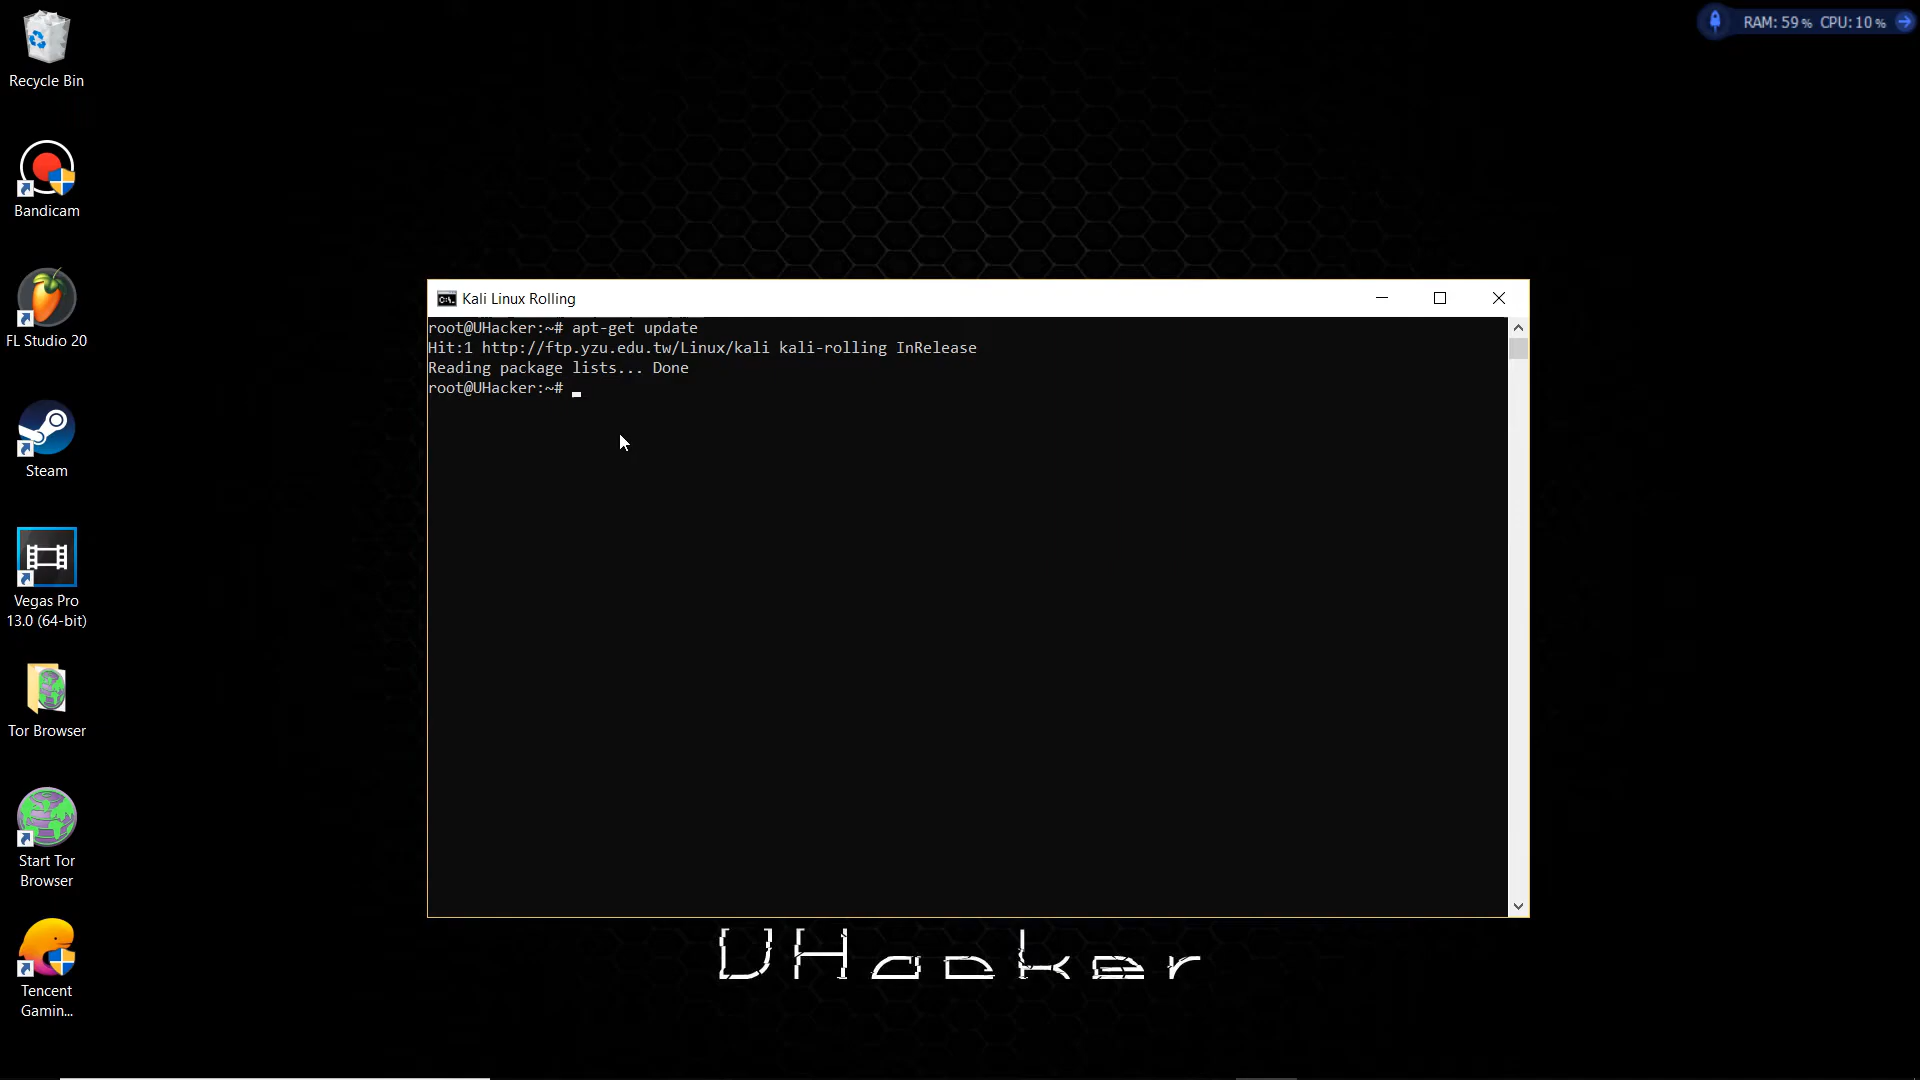 Recycle Bin
Bandicam
FL Studio 20
Steam
Vegas Pro
13.0 (64-bit)
Tor Browser
Start Tor
Browser
Tencent
Gamin...
RAM: 59% CPU: 10%
Kali Linux Rolling
root@UHacker:~# apt-get update
Hit:1 http://ftp.yzu.edu.tw/Linux/kali kali-rolling InRelease
Reading package lists... Done
root@UHacker:~#
UHacker